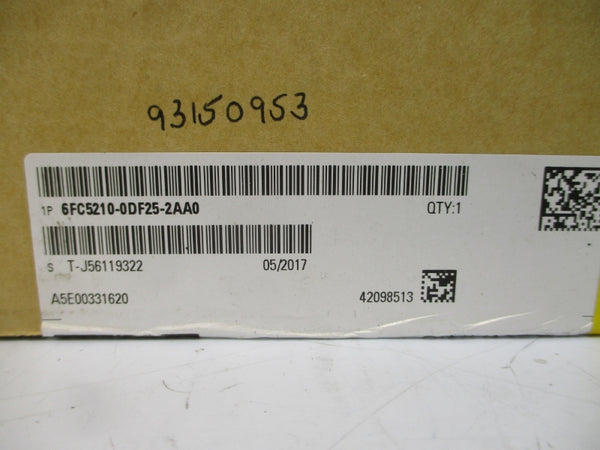 93150953
1P 6FC5210-0DF25-2AA0 QTY:1
S T-J56119322 05/2017
A5E00331620 42098513